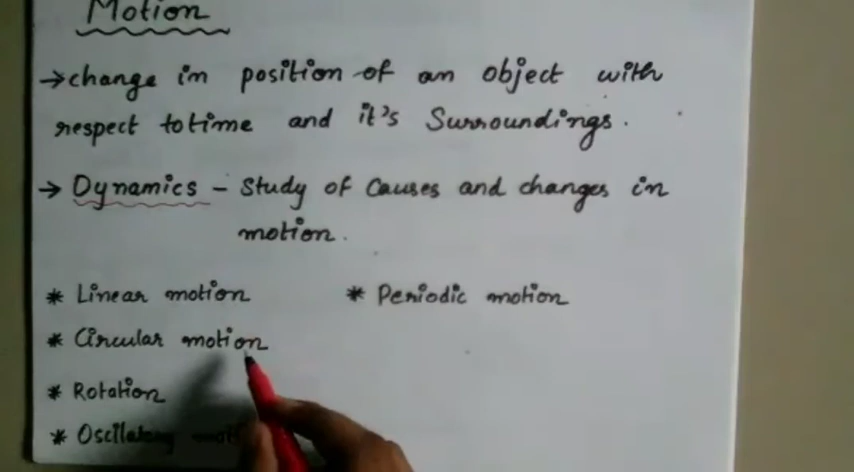 Motion
→ change in position of an object with
respect to time and it's Surroundings.
→ Dynamics - Study of Causes and changes in
motion.
* Linear motion
* Periodic motion
* Circular motion
* Rotation
* Oscilatory